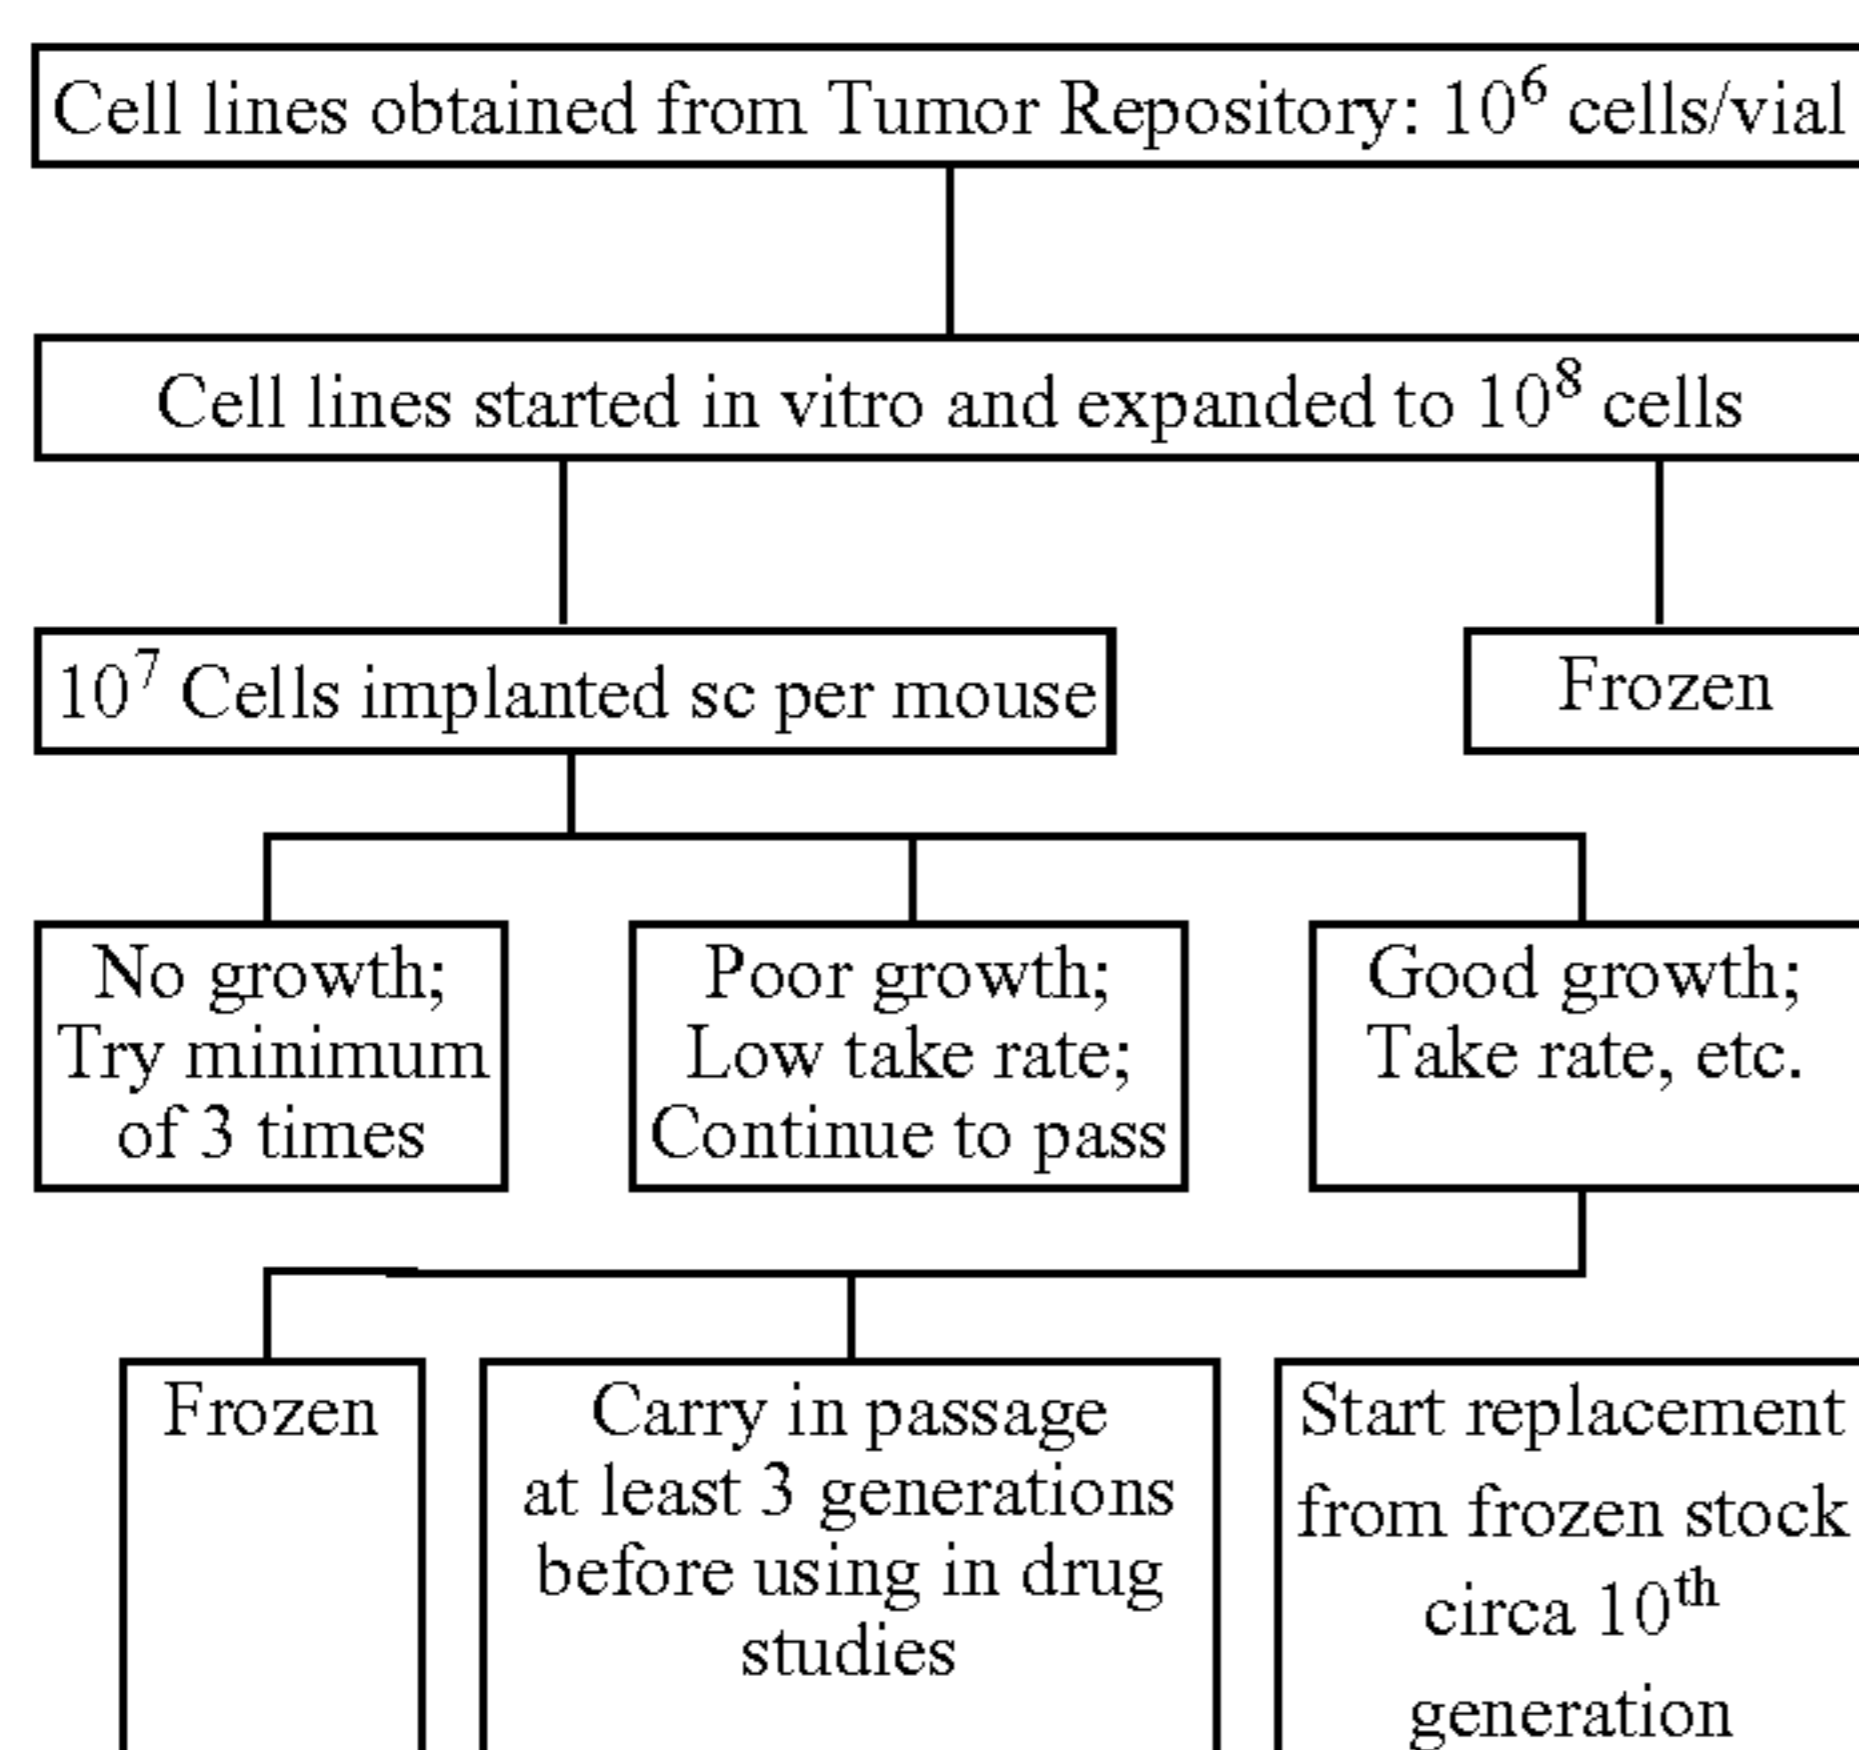 Cell lines obtained from Tumor Repository: 10⁶ cells/vial
Cell lines started in vitro and expanded to 10⁸ cells
10⁷ Cells implanted sc per mouse
Frozen
No growth;
Try minimum
of 3 times
Poor growth;
Low take rate;
Continue to pass
Good growth;
Take rate, etc.
Frozen
Carry in passage
at least 3 generations
before using in drug
studies
Start replacement
from frozen stock
circa 10ᵗʰ
generation